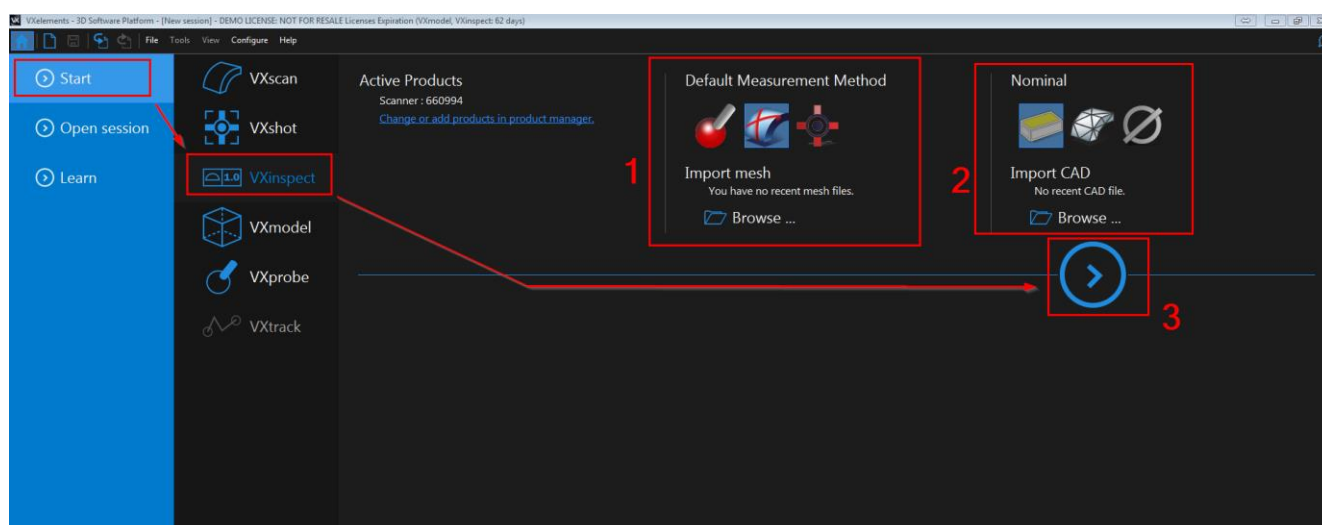 VXelements - 3D Software Platform - [New session] - DEMO LICENSE: NOT FOR RESALE Licenses Expiration (VXmodel, VXinspect: 62 days)
File Tools View Configure Help
Start
Open session
Learn
VXscan
VXshot
1.0 VXinspect
VXmodel
VXprobe
VXtrack
Active Products
Scanner : 660994
Change or add products in product manager.
1
Default Measurement Method
Import mesh
You have no recent mesh files.
Browse ...
2
Nominal
Import CAD
No recent CAD file.
Browse ...
3